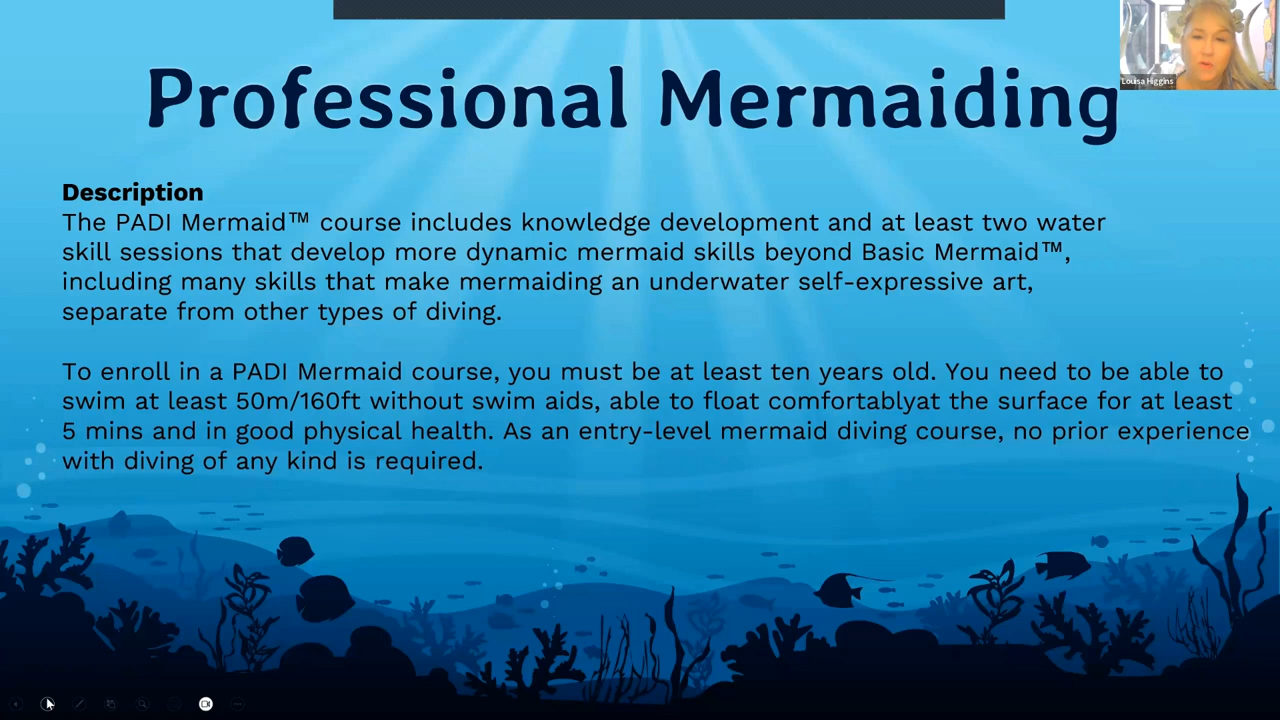 Professional Mermaiding
Louisa Higgins
Description
The PADI Mermaid™ course includes knowledge development and at least two water
skill sessions that develop more dynamic mermaid skills beyond Basic Mermaid™,
including many skills that make mermaiding an underwater self-expressive art,
separate from other types of diving.
To enroll in a PADI Mermaid course, you must be at least ten years old. You need to be able to
swim at least 50m/160ft without swim aids, able to float comfortablyat the surface for at least
5 mins and in good physical health. As an entry-level mermaid diving course, no prior experience
with diving of any kind is required.